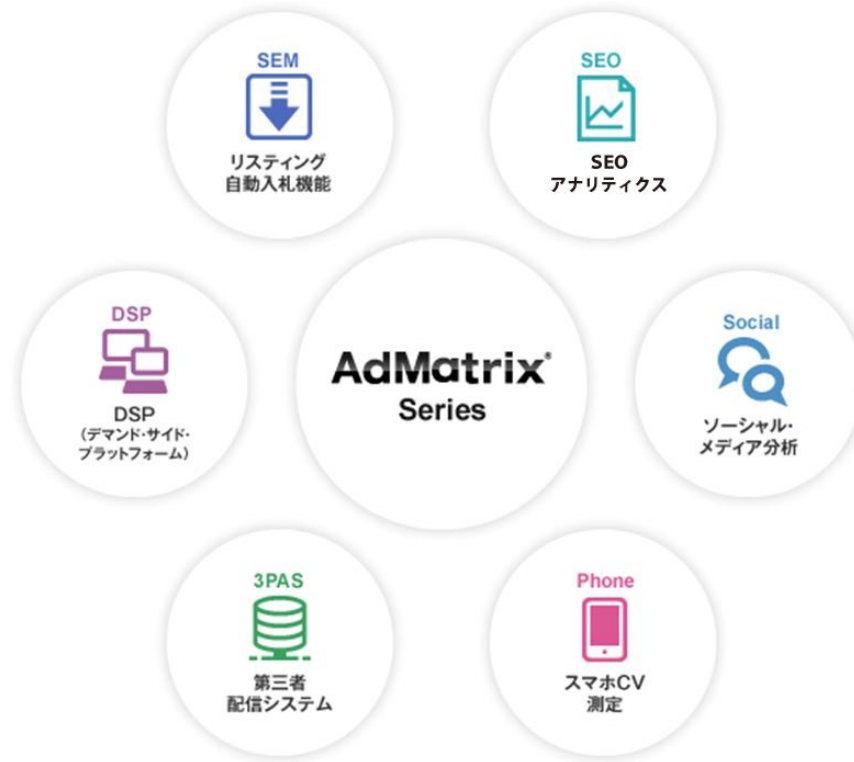 SEM
リスティング
自動入札機能
SEO
SEO
アナリティクス
DSP
DSP
(デマンド・サイド・
プラットフォーム)
AdMatrix®
Series
Social
ソーシャル・
メディア分析
3PAS
第三者
配信システム
Phone
スマホCV
測定